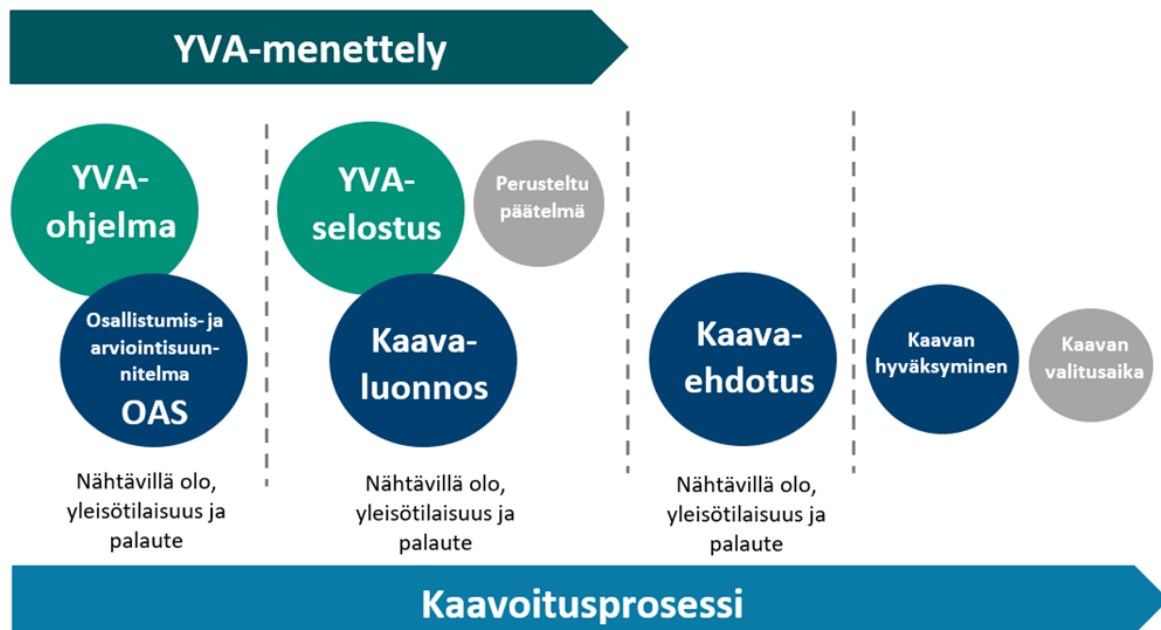 YVA-menettely
YVA-
ohjelma
Osallistumis- ja
arviointisuun-
nitelma
OAS
Nähtävillä olo,
yleisötilaisuus ja
palaute
YVA-
selostus
Perusteltu
päätelmä
Kaava-
luonnos
Nähtävillä olo,
yleisötilaisuus ja
palaute
Kaava-
ehdotus
Nähtävillä olo,
yleisötilaisuus ja
palaute
Kaavan
hyväksyminen
Kaavan
valitusaika
Kaavoitusprosessi